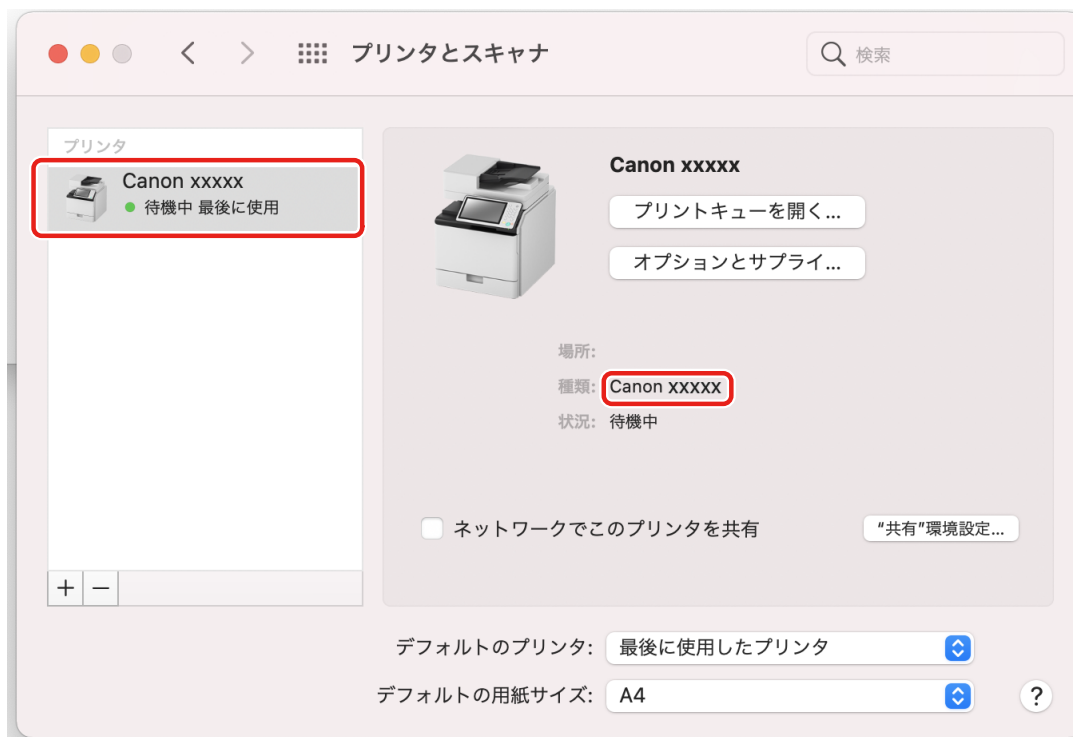 プリンタとスキャナ
検索
プリンタ
Canon xxxxx
待機中 最後に使用
Canon xxxxx
プリントキューを開く...
オプションとサプライ...
場所:
種類: Canon xxxxx
状況: 待機中
ネットワークでこのプリンタを共有
“共有”環境設定...
+ −
デフォルトのプリンタ: 最後に使用したプリンタ
デフォルトの用紙サイズ: A4
?